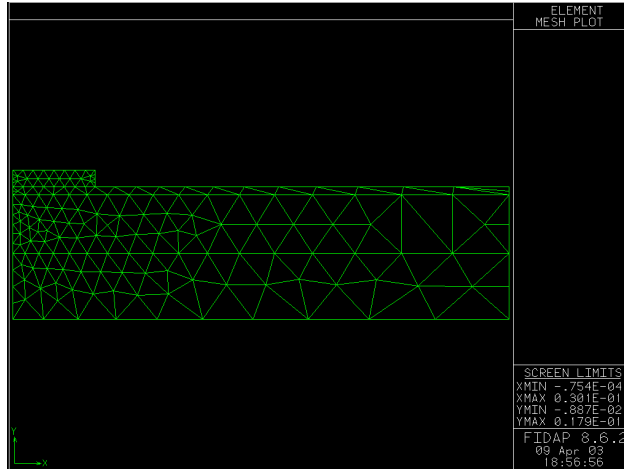 ELEMENT
MESH PLOT
SCREEN LIMITS
XMIN -.754E-04
XMAX 0.301E-01
YMIN -.887E-02
YMAX 0.179E-01
FIDAP 8.6.2
09 Apr 03
18:56:56
Y
X